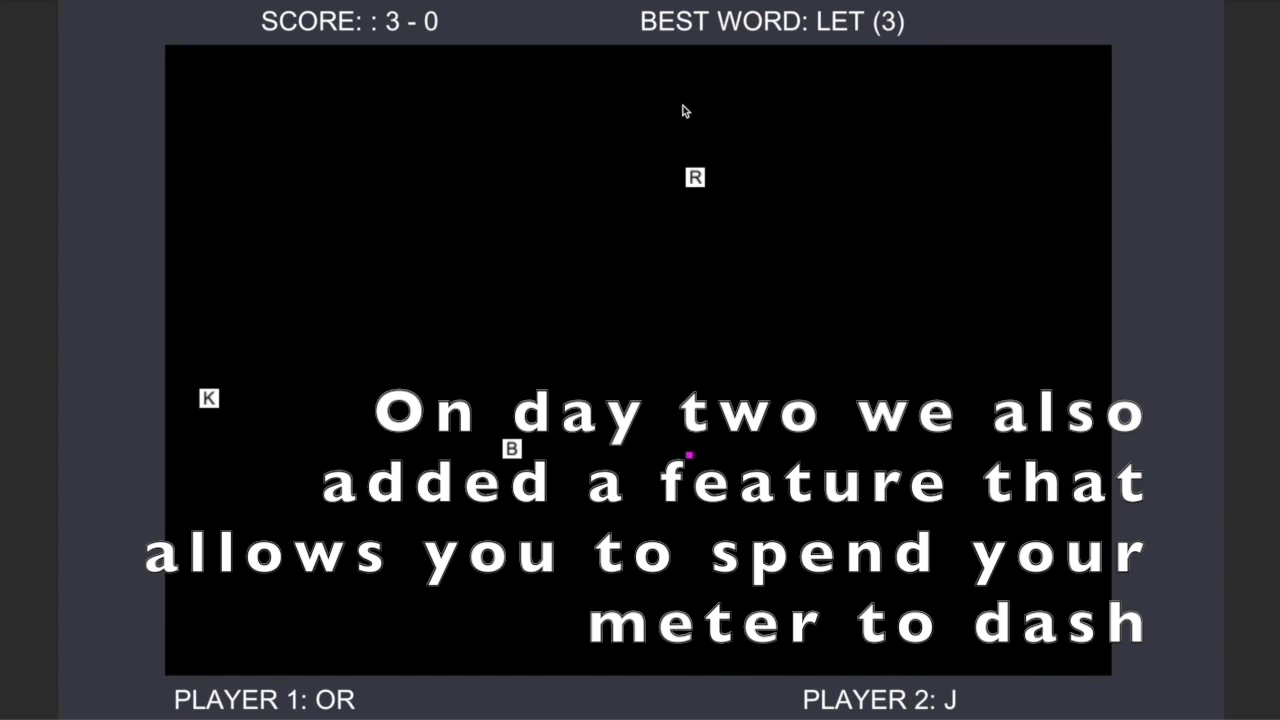 SCORE: : 3 - 0
BEST WORD: LET (3)
R
K
B
On day two we also
added a feature that
allows you to spend your
meter to dash
PLAYER 1: OR
PLAYER 2: J